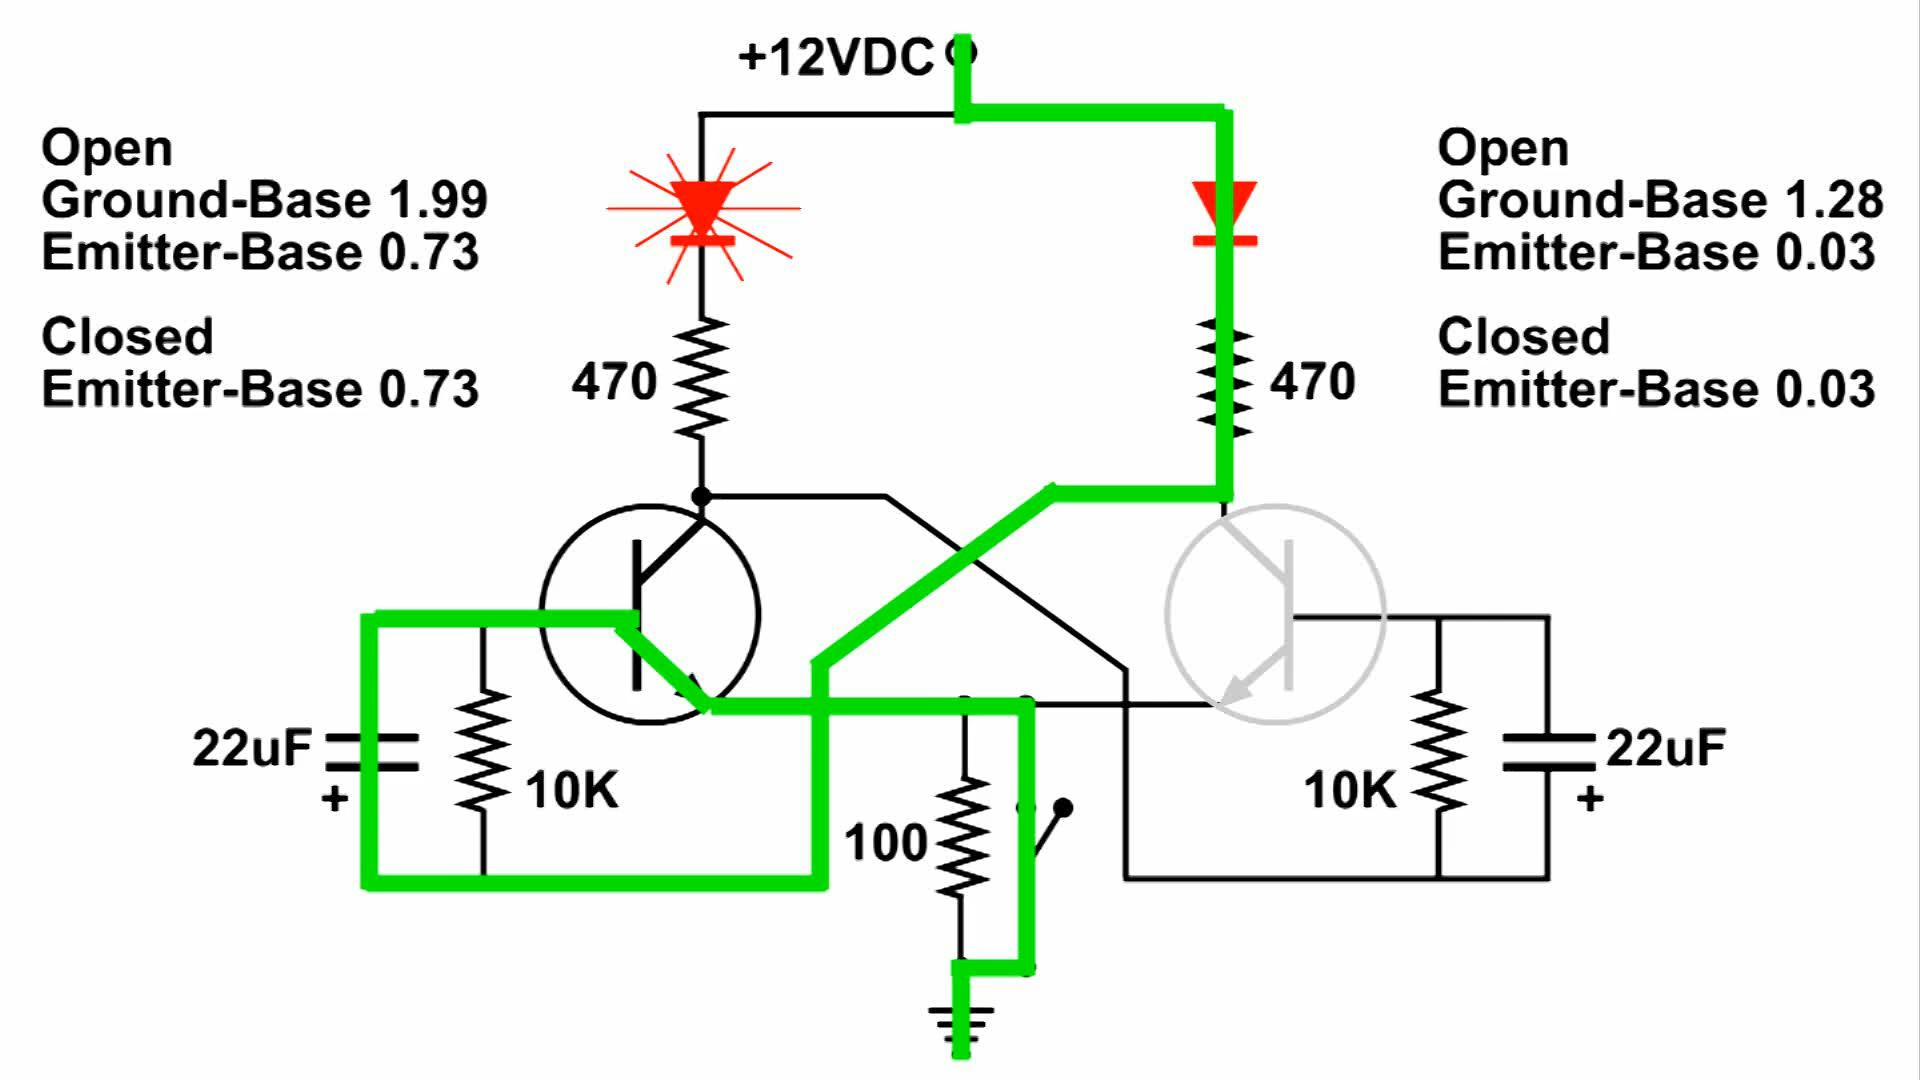 +12VDC
Open
Ground-Base 1.99
Emitter-Base 0.73
Closed
Emitter-Base 0.73
Open
Ground-Base 1.28
Emitter-Base 0.03
Closed
Emitter-Base 0.03
470
470
22uF
+
10K
100
10K
22uF
+